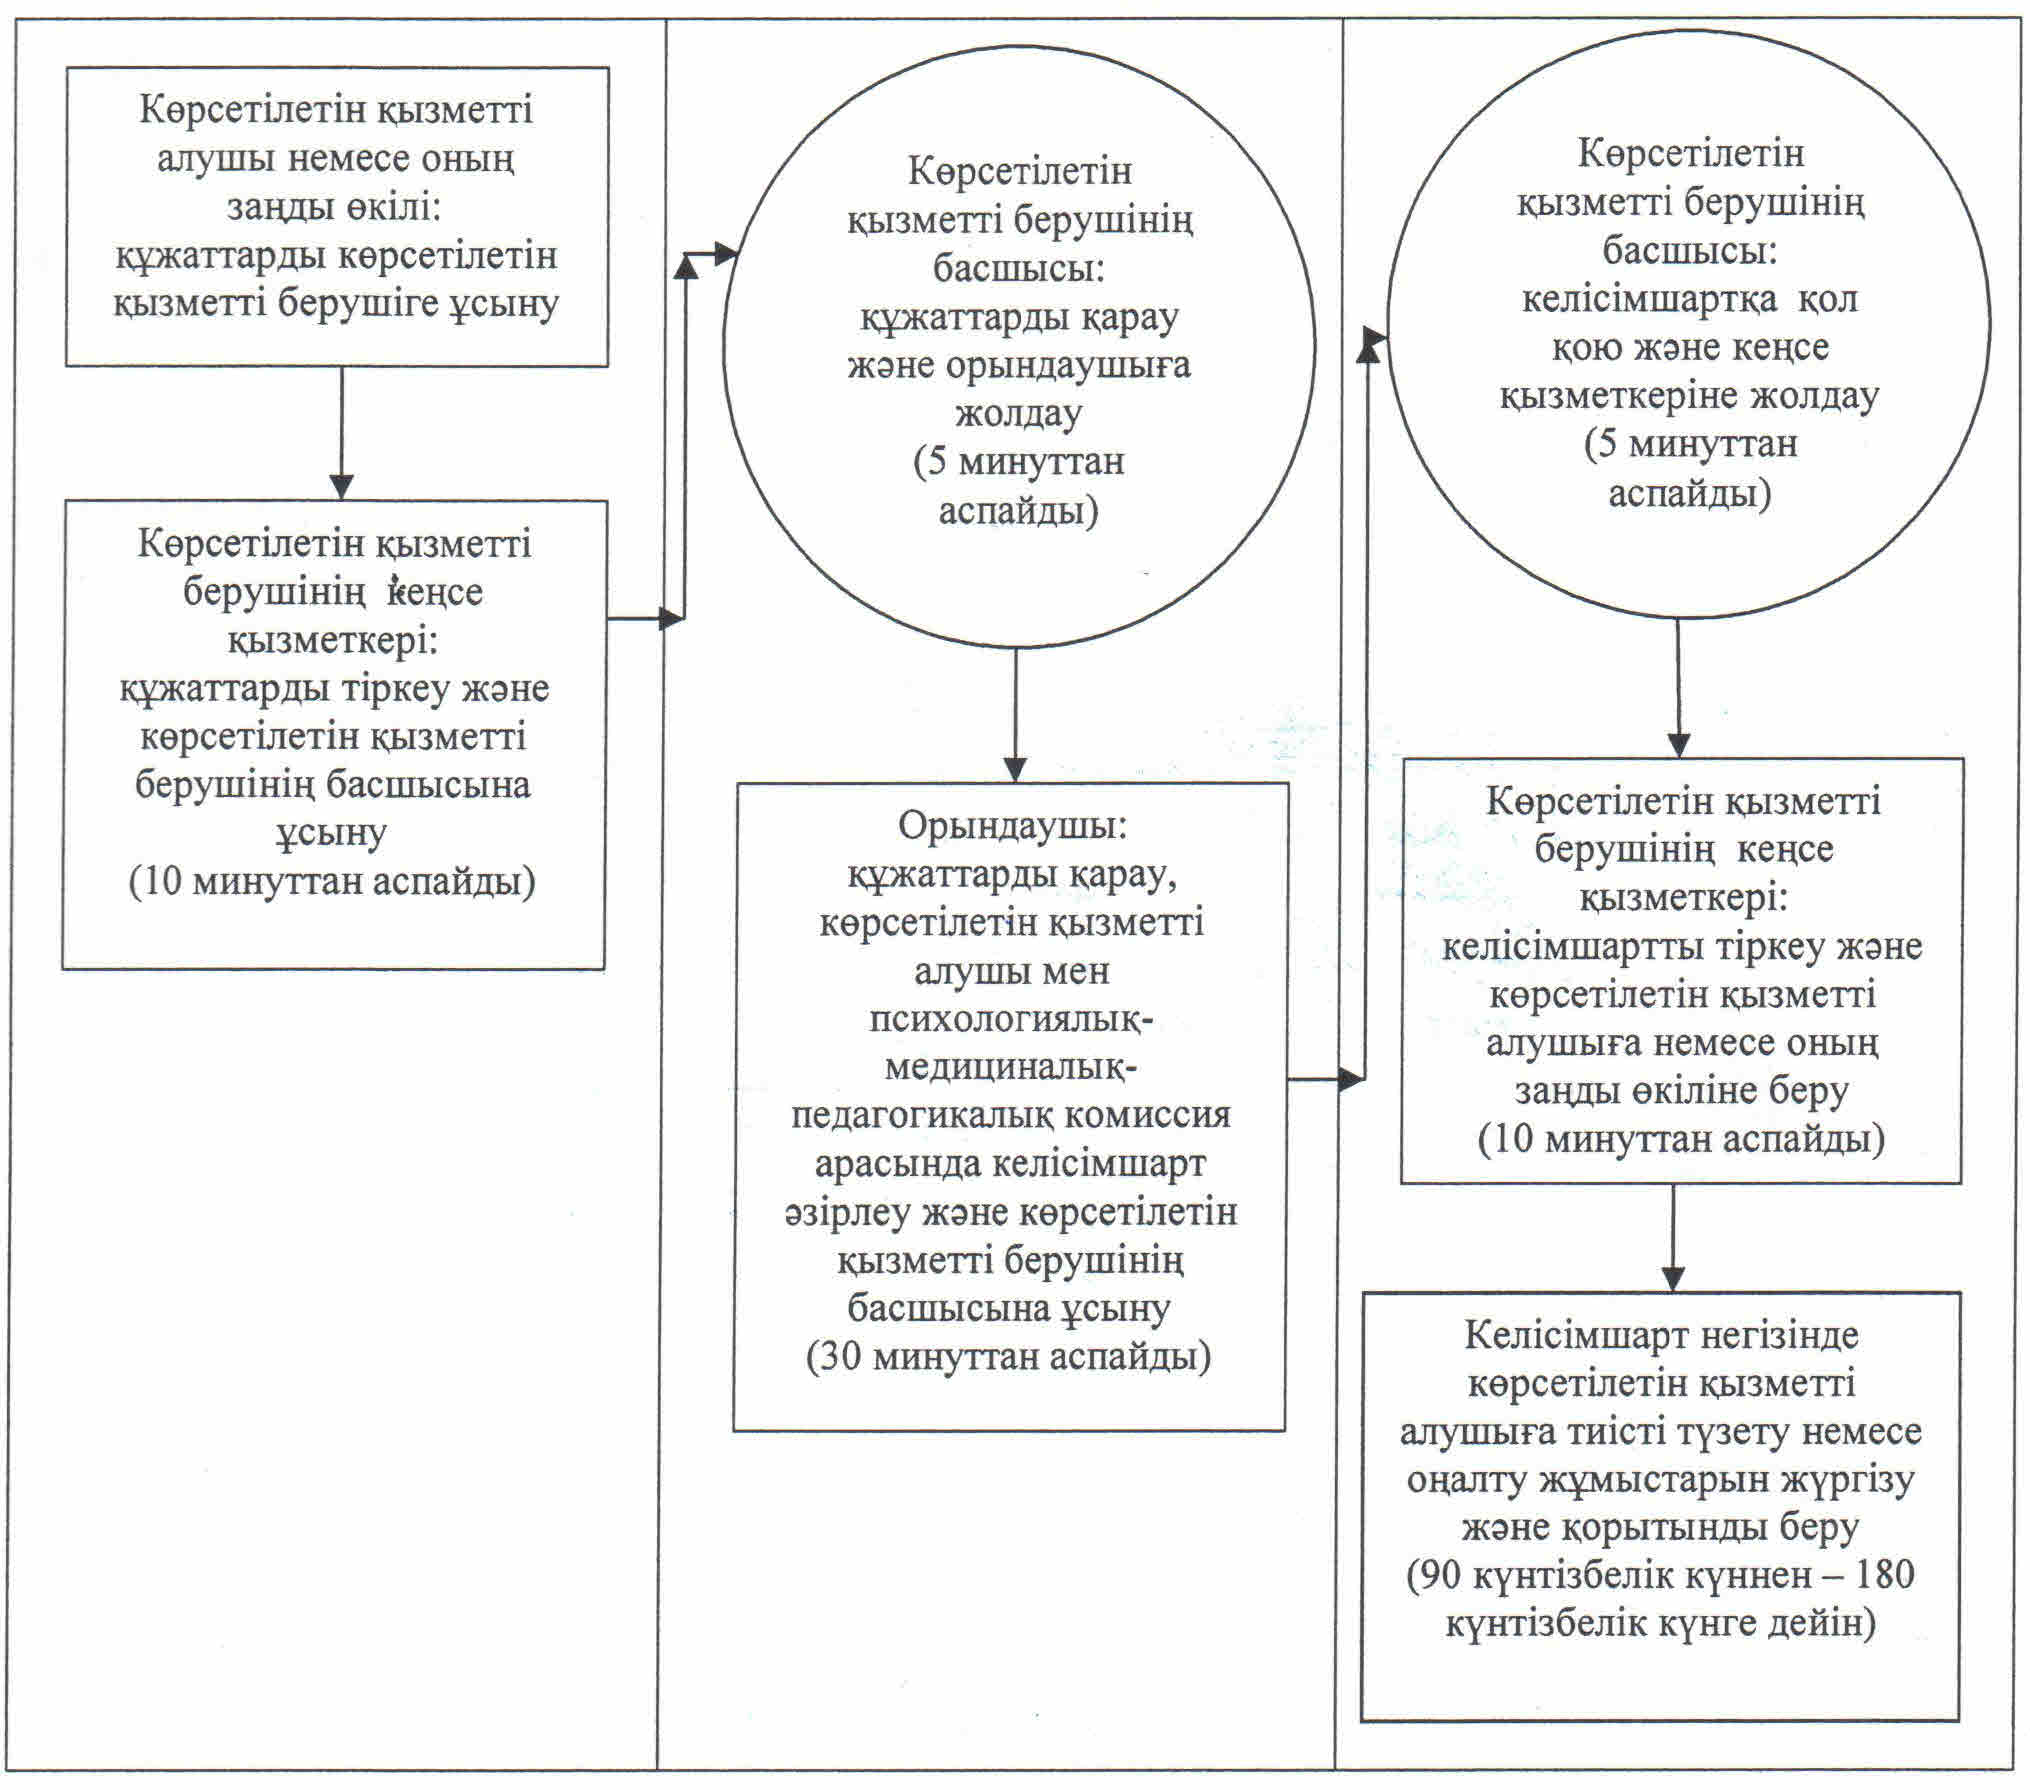 Көрсетілетін қызметті
алушы немесе оның
заңды өкілі:
құжаттарды көрсетілетін
қызметті берушіге ұсыну
Көрсетілетін қызметті
берушінің кеңсе
қызметкері:
құжаттарды тіркеу және
көрсетілетін қызметті
берушінің басшысына
ұсыну
(10 минуттан аспайды)
Көрсетілетін
қызметті берушінің
басшысы:
құжаттарды қарау
және орындаушыға
жолдау
(5 минуттан
аспайды)
Орындаушы:
құжаттарды қарау,
көрсетілетін қызметті
алушы мен
психологиялық-
медициналық-
педагогикалық комиссия
арасында келісімшарт
әзірлеу және көрсетілетін
қызметті берушінің
басшысына ұсыну
(30 минуттан аспайды)
Көрсетілетін
қызметті берушінің
басшысы:
келісімшартқа қол
қою және кеңсе
қызметкеріне жолдау
(5 минуттан
аспайды)
Көрсетілетін қызметті
берушінің кеңсе
қызметкері:
келісімшартты тіркеу және
көрсетілетін қызметті
алушыға немесе оның
заңды өкіліне беру
(10 минуттан аспайды)
Келісімшарт негізінде
көрсетілетін қызметті
алушыға тиісті түзету немесе
оңалту жұмыстарын жүргізу
және қорытынды беру
(90 күнтізбелік күннен – 180
күнтізбелік күнге дейін)